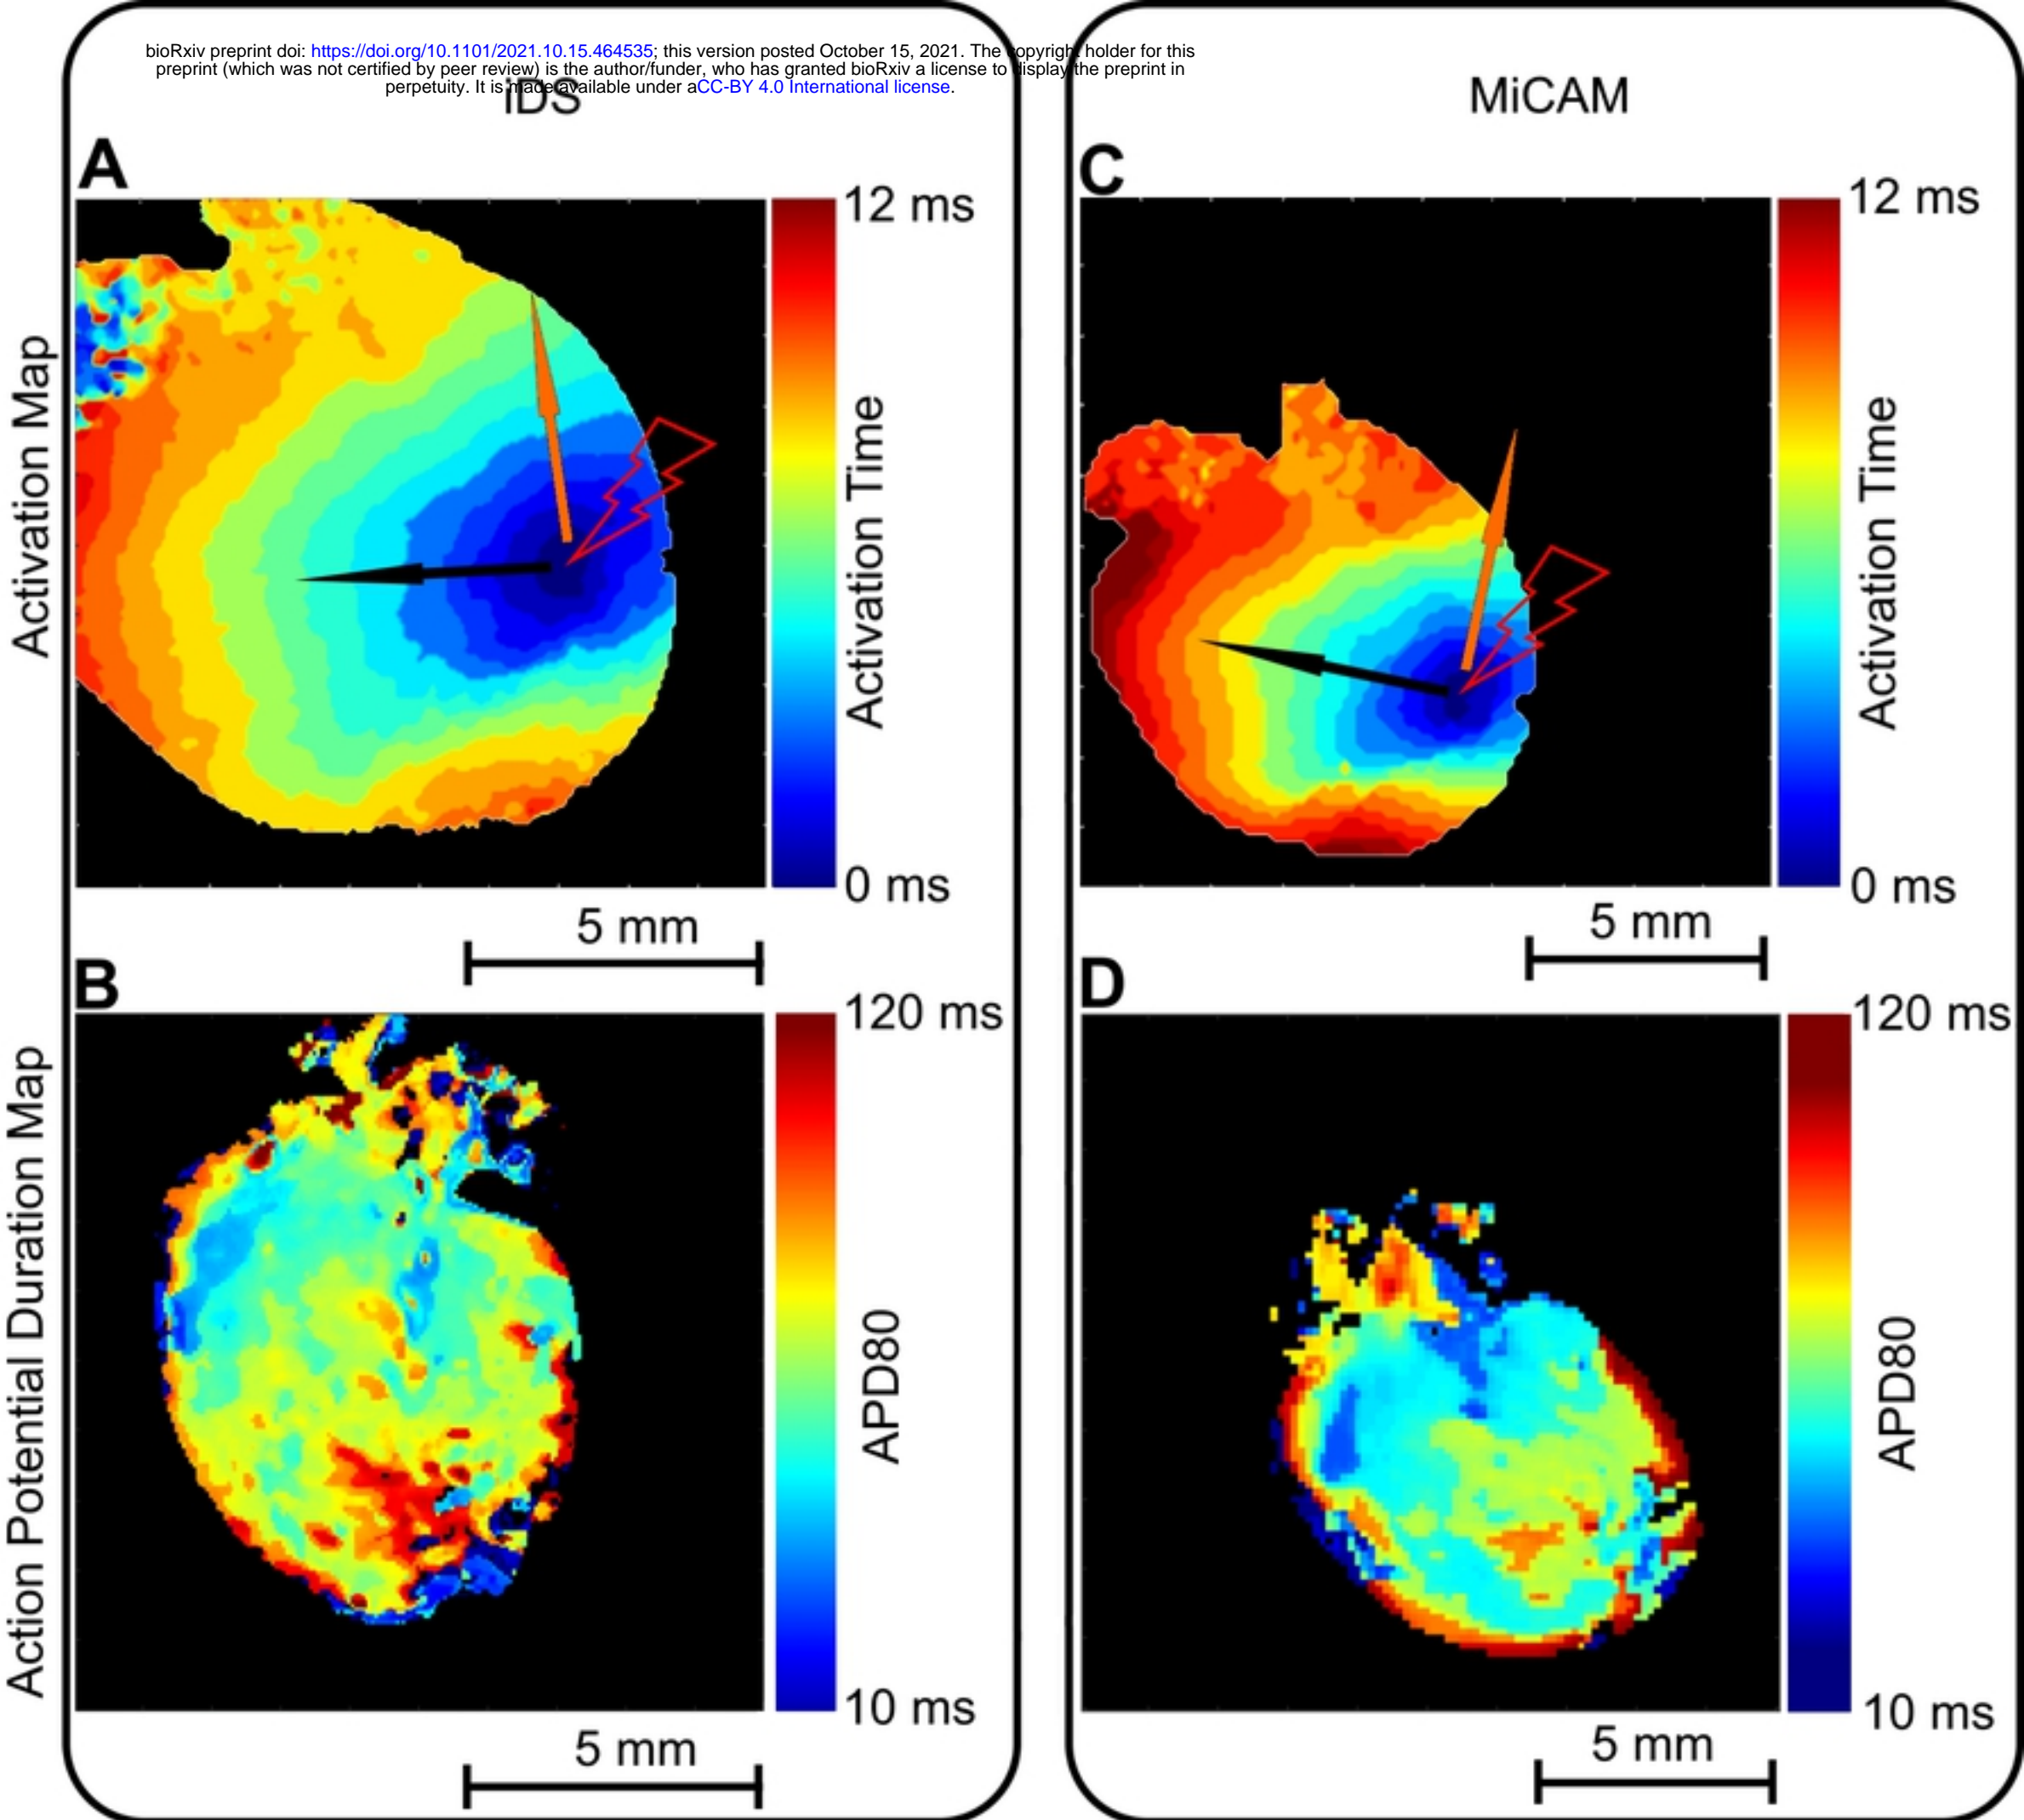 bioRxiv preprint doi: https://doi.org/10.1101/2021.10.15.464535; this version posted October 15, 2021. The copyright holder for this
preprint (which was not certified by peer review) is the author/funder, who has granted bioRxiv a license to display the preprint in
perpetuity. It is made available under aCC-BY 4.0 International license.
iDS
MiCAM
A
C
12 ms
12 ms
Activation Map
Activation Time
Activation Time
0 ms
0 ms
5 mm
5 mm
B
D
120 ms
120 ms
Action Potential Duration Map
APD80
APD80
10 ms
10 ms
5 mm
5 mm